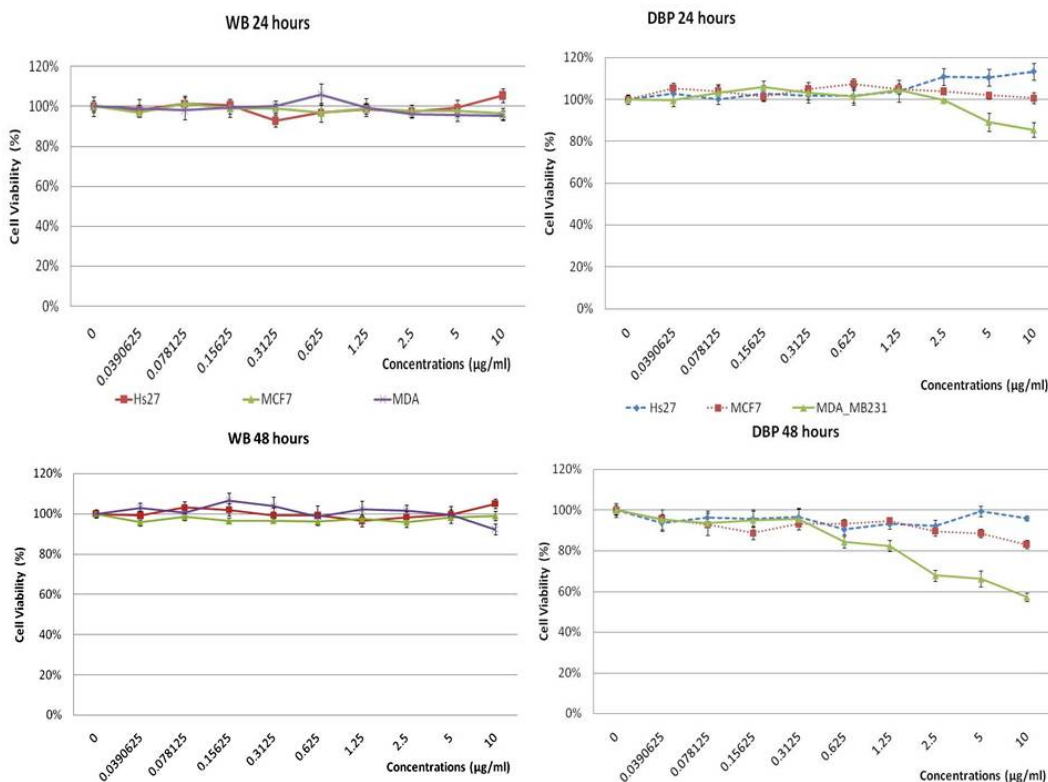 WB 24 hours
Cell Viability (%)
120%
100%
80%
60%
40%
20%
0%
0 0.0390625 0.078125 0.15625 0.3125 0.625 1.25 2.5 5 10
Concentrations (µg/ml)
Hs27 MCF7 MDA
DBP 24 hours
Cell Viability (%)
120%
100%
80%
60%
40%
20%
0%
0 0.0390625 0.078125 0.15625 0.3125 0.625 1.25 2.5 5 10
Concentrations (µg/ml)
Hs27 MCF7 MDA_MB231
WB 48 hours
Cell Viability (%)
120%
100%
80%
60%
40%
20%
0%
0 0.0390625 0.078125 0.15625 0.3125 0.625 1.25 2.5 5 10
Concentrations (µg/ml)
DBP 48 hours
Cell Viability (%)
120%
100%
80%
60%
40%
20%
0%
0 0.0390625 0.078125 0.15625 0.3125 0.625 1.25 2.5 5 10
Concentrations (µg/ml)